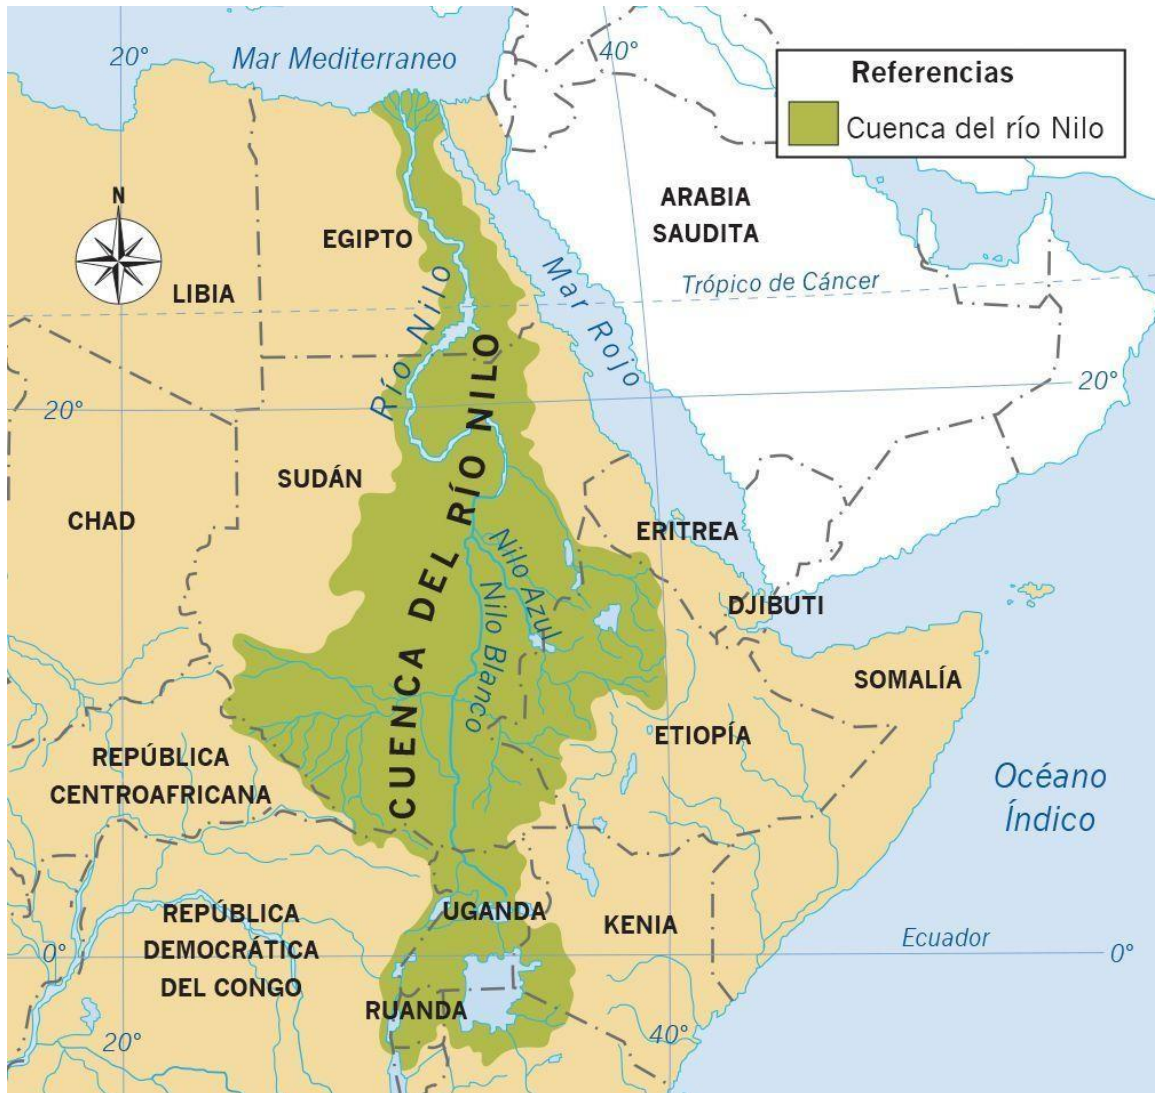 20°
Mar Mediterraneo
40°
Referencias
Cuenca del río Nilo
N
ARABIA
SAUDITA
EGIPTO
LIBIA
Río Nilo
Mar Rojo
Trópico de Cáncer
20°
20°
CUENCA DEL RÍO NILO
SUDÁN
CHAD
ERITREA
Nilo Azul
Nilo Blanco
DJIBUTI
SOMALÍA
ETIOPÍA
REPÚBLICA
CENTROAFRICANA
Océano
Índico
REPÚBLICA
DEMOCRÁTICA
DEL CONGO
UGANDA
KENIA
Ecuador
0°
0°
RUANDA
20°
40°